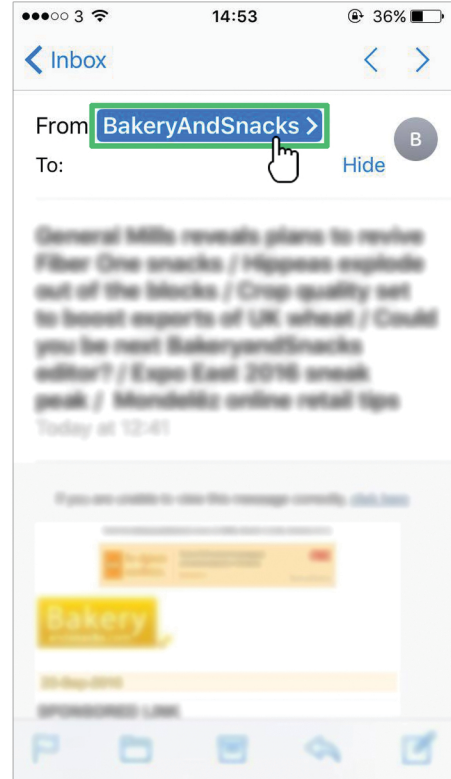 3 14:53 36%
Inbox
From BakeryAndSnacks
B
To:
Hide
General Mills reveals plans to revive
Fiber One snacks / Hippeas explode
out of the blocks / Crop quality set
to boost exports of UK wheat / Could
you be next BakeryandSnacks
editor? / Expo East 2016 sneak
peak / Mondelēz online retail tips
Today at 12:41
If you are unable to view this message correctly, click here
Bakery
23-Sep-2016
SPONSORED LINK